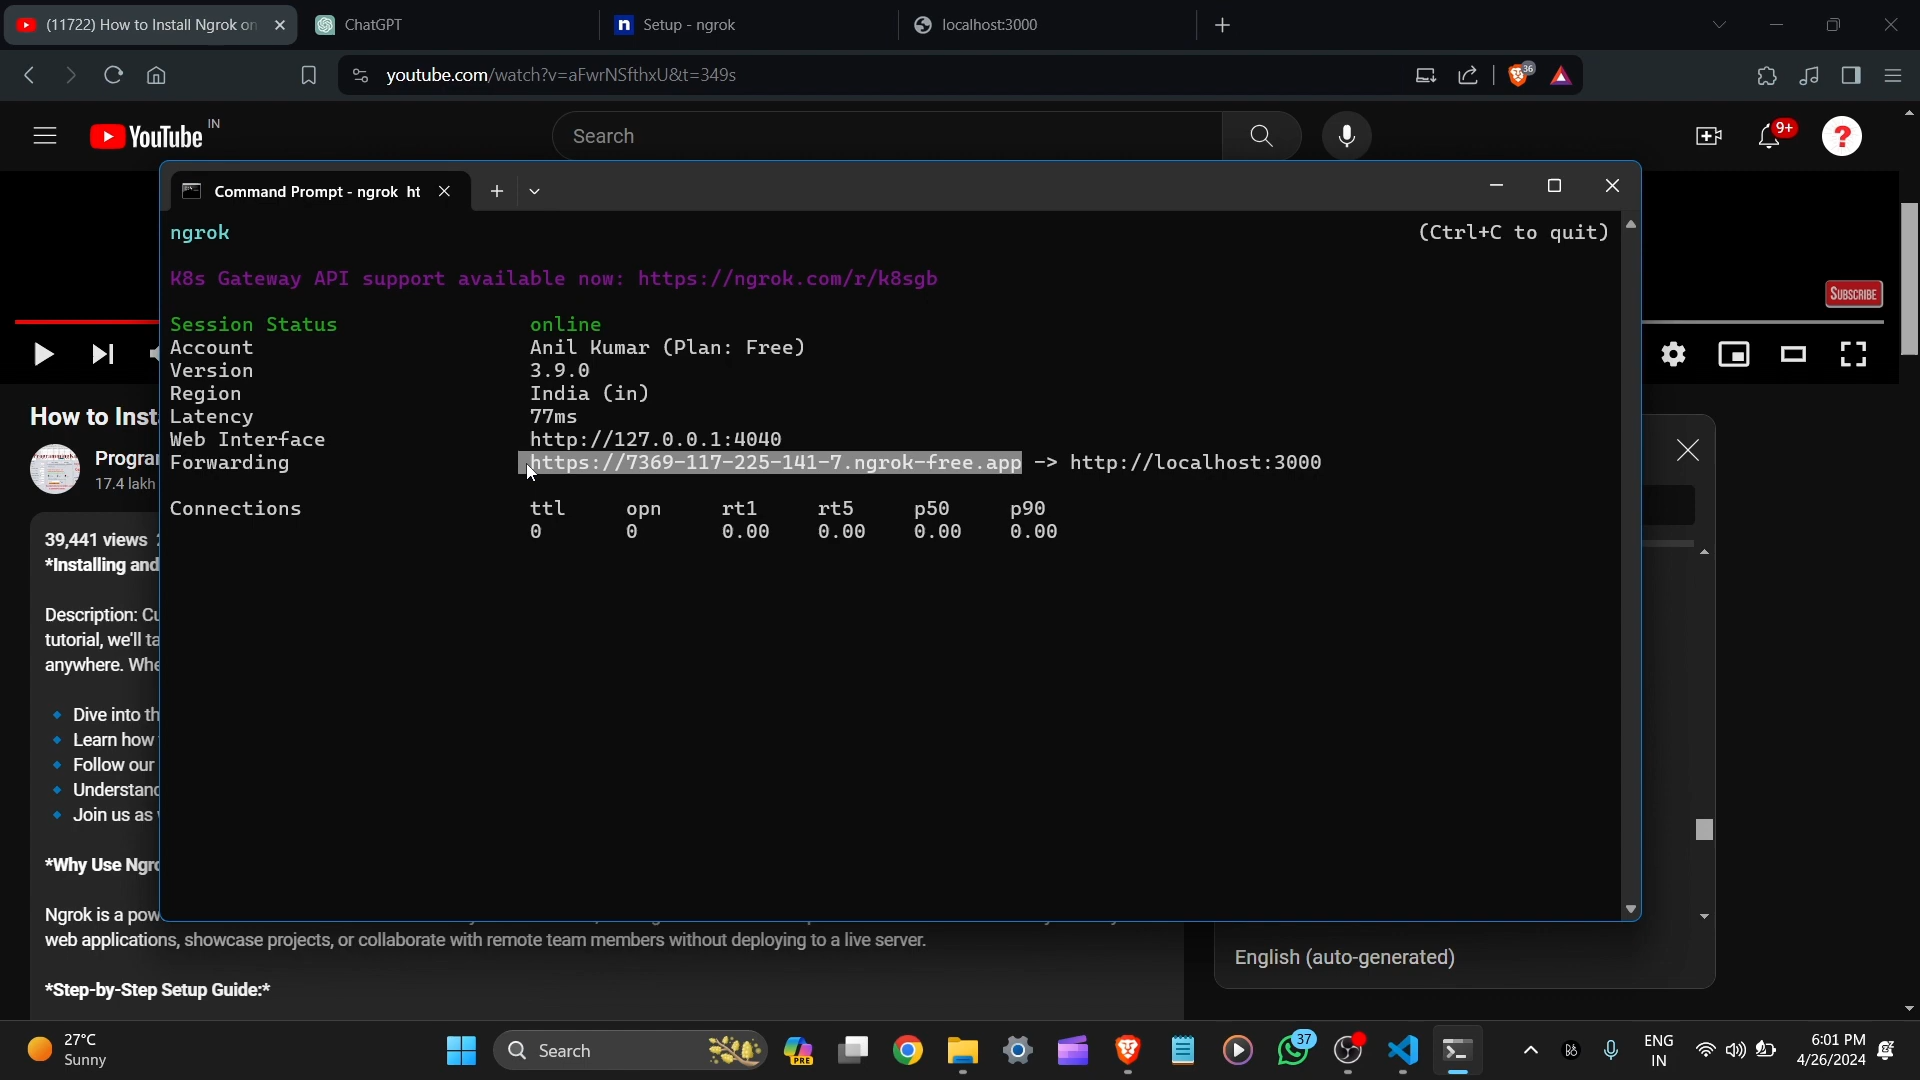 (11722) How to Install Ngrok on
ChatGPT
n Setup - ngrok
localhost:3000
youtube.com/watch?v=aFwrNSfthxU&t=349s
36
YouTube IN
Search
9+
?
Command Prompt - ngrok ht
ngrok (Ctrl+C to quit)
K8s Gateway API support available now: https://ngrok.com/r/k8sgb
SUBSCRIBE
Session Status online
Account Anil Kumar (Plan: Free)
Version 3.9.0
Region India (in)
Latency 77ms
Web Interface http://127.0.0.1:4040
Forwarding https://7369-117-225-141-7.ngrok-free.app -> http://localhost:3000
Connections ttl opn rt1 rt5 p50 p90
0 0 0.00 0.00 0.00 0.00
How to Inst
Progra
17.4 lakh
39,441 views
*Installing and
Description:
tutorial, we'll
anywhere.
Dive into
Learn how
Follow our
Join us as
*Why Use
Ngrok is a
web applications, showcase projects, or collaborate with remote team members without deploying to a live server.
*Step-by-Step Setup Guide:*
English (auto-generated)
27°C
Sunny
Search
PRE
37
ENG
IN
6:01 PM
4/26/2024